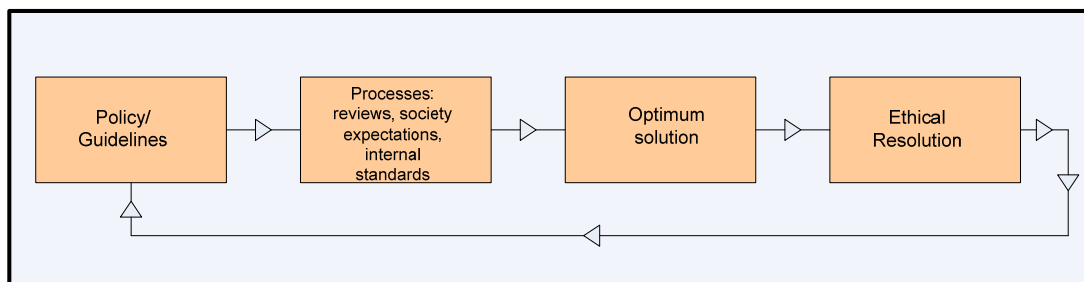 Policy/
Guidelines
Processes:
reviews, society
expectations,
internal
standards
Optimum
solution
Ethical
Resolution